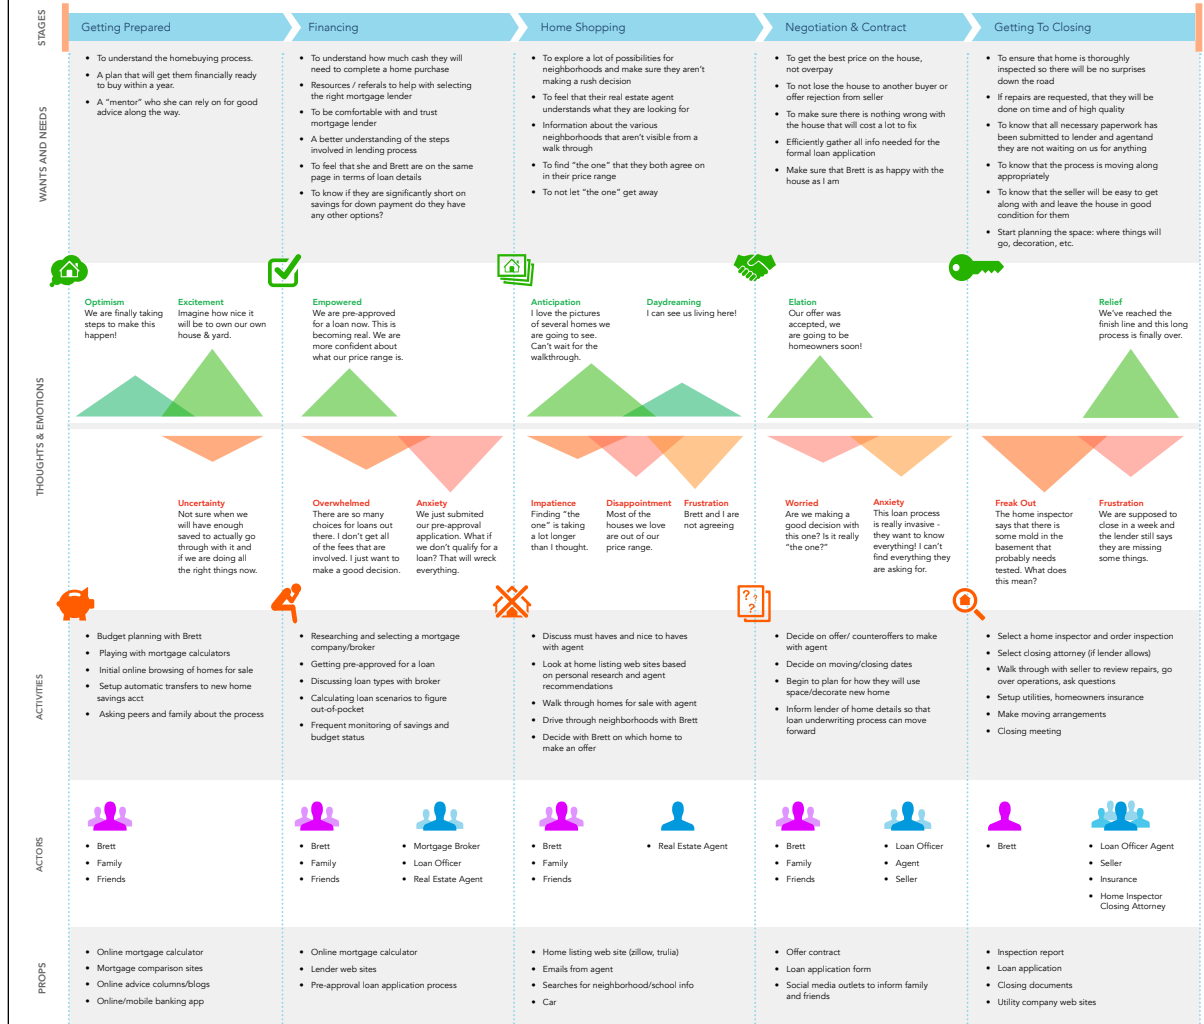 STAGES
Getting Prepared
Financing
Home Shopping
Negotiation & Contract
Getting To Closing
WANTS AND NEEDS
• To understand the homebuying process.
• A plan that will get them financially ready
to buy within a year.
• A “mentor” who she can rely on for good
advice along the way.
• To understand how much cash they will
need to complete a home purchase
• Resources / referals to help with selecting
the right mortgage lender
• To be comfortable with and trust
mortgage lender
• A better understanding of the steps
involved in lending process
• To feel that she and Brett are on the same
page in terms of loan details
• To know if they are significantly short on
savings for down payment do they have
any other options?
• To explore a lot of possibilities for
neighborhoods and make sure they aren’t
making a rush decision
• To feel that their real estate agent
understands what they are looking for
• Information about the various
neighborhoods that aren’t visible from a
walk through
• To find “the one” that they both agree on
in their price range
• To not let “the one” get away
• To get the best price on the house,
not overpay
• To not lose the house to another buyer or
offer rejection from seller
• To make sure there is nothing wrong with
the house that will cost a lot to fix
• Efficiently gather all info needed for the
formal loan application
• Make sure that Brett is as happy with the
house as I am
• To ensure that home is thoroughly
inspected so there will be no surprises
down the road
• If repairs are requested, that they will be
done on time and of high quality
• To know that all necessary paperwork has
been submitted to lender and agentand
they are not waiting on us for anything
• To know that the process is moving along
appropriately
• To know that the seller will be easy to get
along with and leave the house in good
condition for them
• Start planning the space: where things will
go, decoration, etc.
THOUGHTS & EMOTIONS
Optimism
We are finally taking
steps to make this
happen!
Excitement
Imagine how nice it
will be to own our own
house & yard.
Empowered
We are pre-approved
for a loan now. This is
becoming real. We are
more confident about
what our price range is.
Anticipation
I love the pictures
of several homes we
are going to see.
Can’t wait for the
walkthrough.
Daydreaming
I can see us living here!
Elation
Our offer was
accepted, we
are going to be
homeowners soon!
Relief
We’ve reached the
finish line and this long
process is finally over.
Uncertainty
Not sure when we
will have enough
saved to actually go
through with it and
if we are doing all
the right things now.
Overwhelmed
There are so many
choices for loans out
there. I don’t get all
of the fees that are
involved. I just want to
make a good decision.
Anxiety
We just submited
our pre-approval
application. What if
we don’t qualify for a
loan? That will wreck
everything.
Impatience
Finding “the
one” is taking
a lot longer
than I thought.
Disappointment
Most of the
houses we love
are out of our
price range.
Frustration
Brett and I are
not agreeing
Worried
Are we making a
good decision with
this one? Is it really
“the one?”
Anxiety
This loan process
is really invasive -
they want to know
everything! I can’t
find everything they
are asking for.
Freak Out
The home inspector
says that there is
some mold in the
basement that
probably needs
tested. What does
this mean?
Frustration
We are supposed to
close in a week and
the lender still says
they are missing
some things.
? ?
?
ACTIVITIES
• Budget planning with Brett
• Playing with mortgage calculators
• Initial online browsing of homes for sale
• Setup automatic transfers to new home
savings acct
• Asking peers and family about the process
• Researching and selecting a mortgage
company/broker
• Getting pre-approved for a loan
• Discussing loan types with broker
• Calculating loan scenarios to figure
out-of-pocket
• Frequent monitoring of savings and
budget status
• Discuss must haves and nice to haves
with agent
• Look at home listing web sites based
on personal research and agent
recommendations
• Walk through homes for sale with agent
• Drive through neighborhoods with Brett
• Decide with Brett on which home to
make an offer
• Decide on offer/ counteroffers to make
with agent
• Decide on moving/closing dates
• Begin to plan for how they will use
space/decorate new home
• Inform lender of home details so that
loan underwriting process can move
forward
• Select a home inspector and order inspection
• Select closing attorney (if lender allows)
• Walk through with seller to review repairs, go
over operations, ask questions
• Setup utilities, homeowners insurance
• Make moving arrangements
• Closing meeting
ACTORS
• Brett
• Family
• Friends
• Brett
• Family
• Friends
• Mortgage Broker
• Loan Officer
• Real Estate Agent
• Brett
• Family
• Friends
• Real Estate Agent
• Brett
• Family
• Friends
• Loan Officer
• Agent
• Seller
• Brett
• Loan Officer Agent
• Seller
• Insurance
• Home Inspector
Closing Attorney
PROPS
• Online mortgage calculator
• Mortgage comparison sites
• Online advice columns/blogs
• Online/mobile banking app
• Online mortgage calculator
• Lender web sites
• Pre-approval loan application process
• Home listing web site (zillow, trulia)
• Emails from agent
• Searches for neighborhood/school info
• Car
• Offer contract
• Loan application form
• Social media outlets to inform family
and friends
• Inspection report
• Loan application
• Closing documents
• Utility company web sites